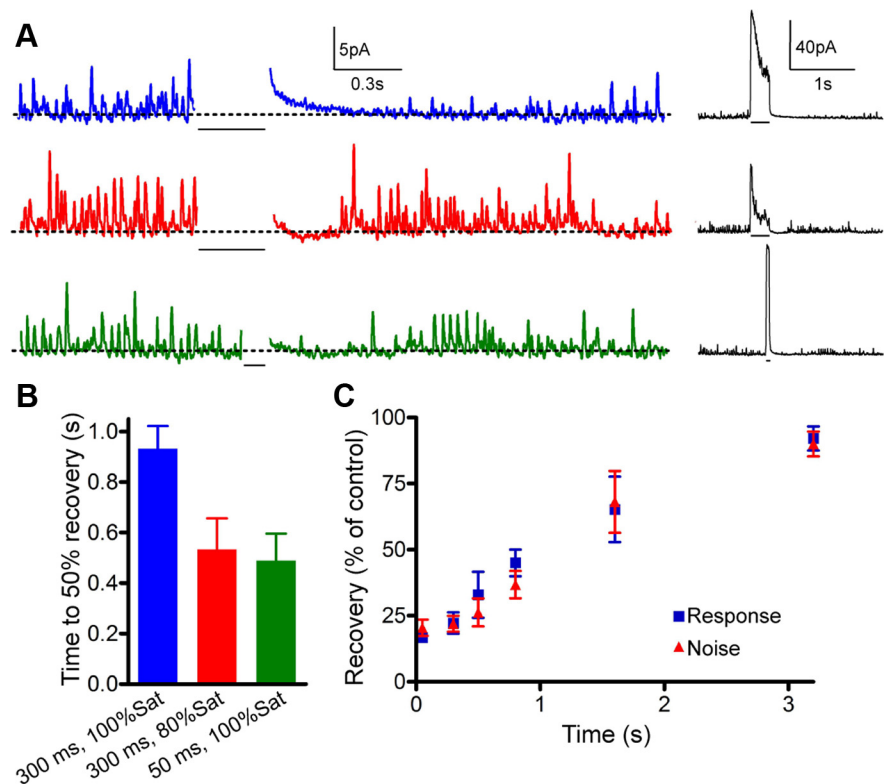 A
5pA
0.3s
40pA
1s
B
Time to 50% recovery (s)
1.0
0.8
0.6
0.4
0.2
0.0
300 ms, 100%Sat
300 ms, 80%Sat
50 ms, 100%Sat
C
Recovery (% of control)
100
75
50
25
0
0
1
2
3
Time (s)
Response
Noise